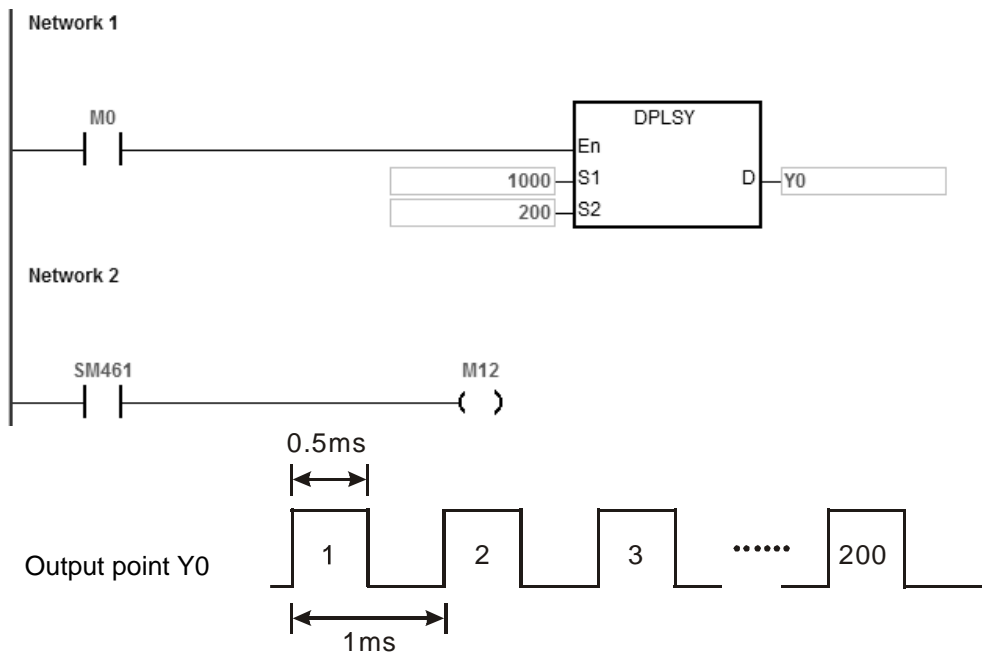 Network 1
M0
DPLSY
En
1000 S1 D Y0
200 S2
Network 2
SM461 M12
0.5ms
Output point Y0 1 2 3 ...... 200
1ms